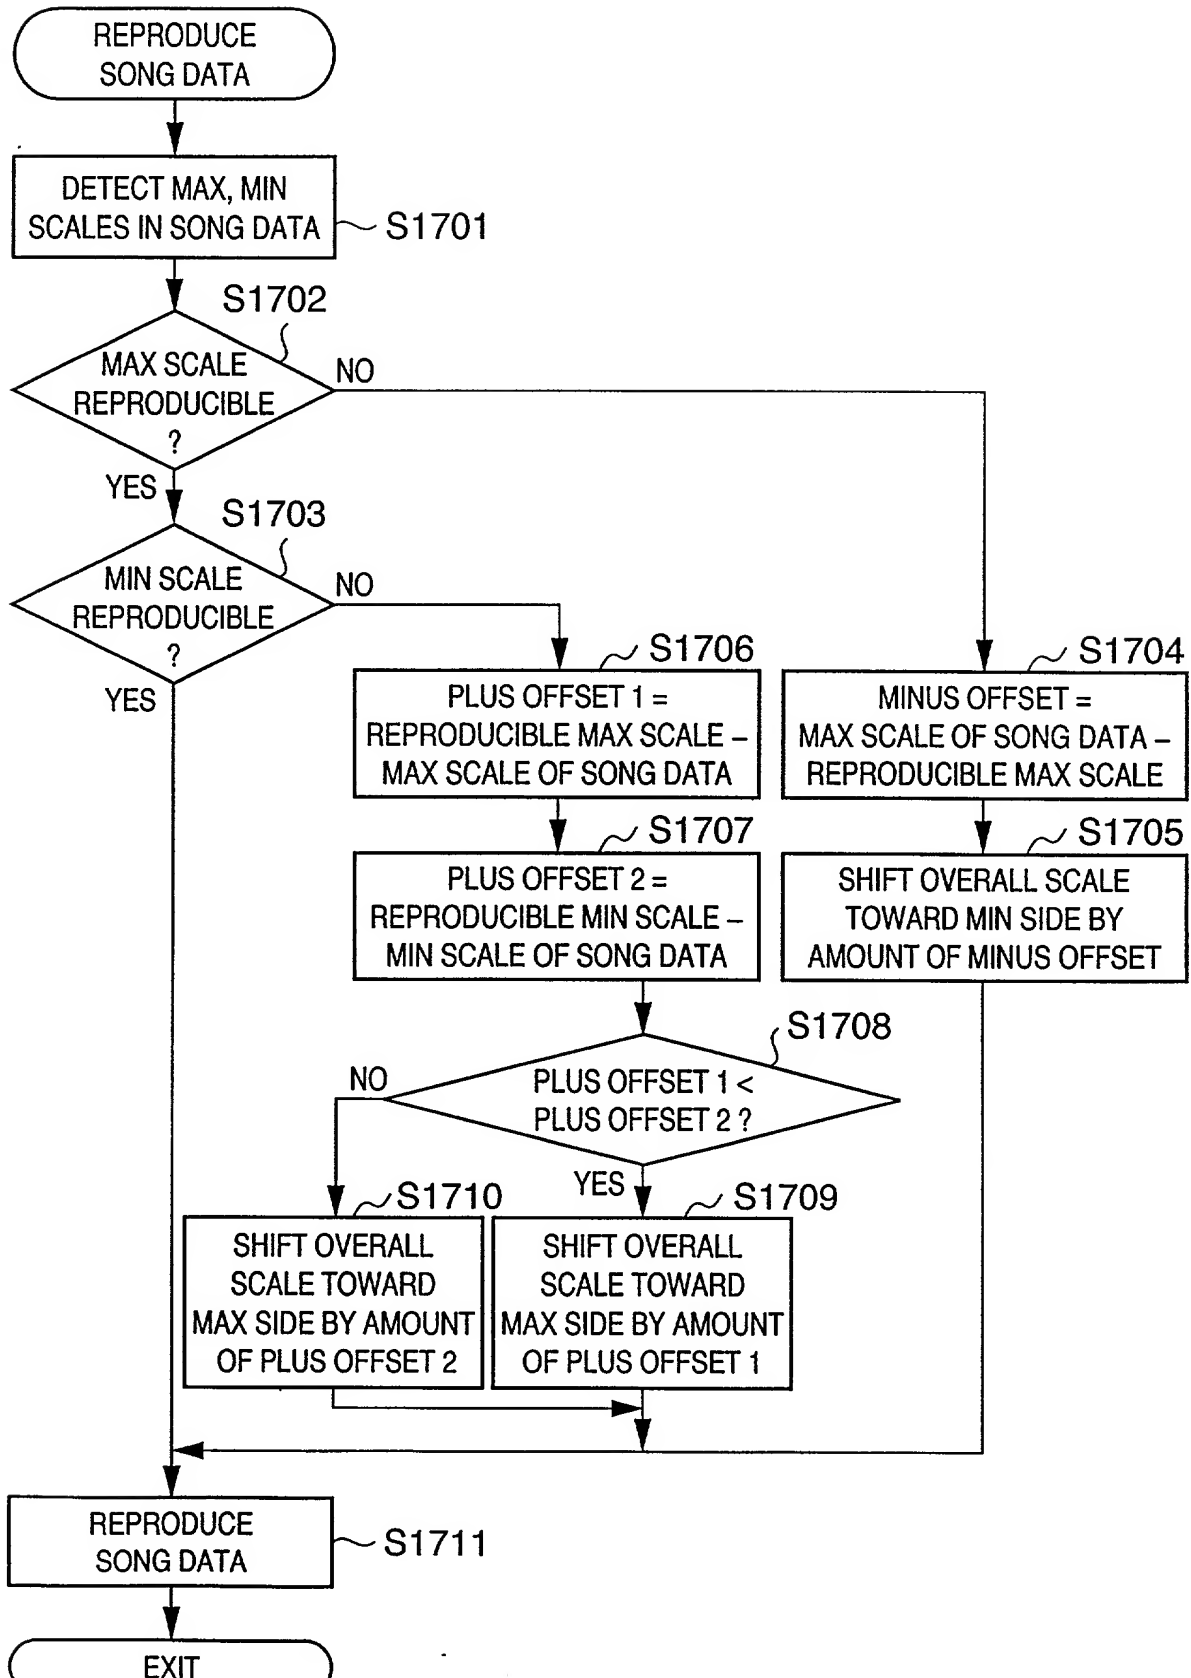 REPRODUCE
SONG DATA
DETECT MAX, MIN
SCALES IN SONG DATA
S1701
S1702
MAX SCALE
REPRODUCIBLE
?
NO
YES
S1703
MIN SCALE
REPRODUCIBLE
?
NO
YES
S1706
PLUS OFFSET 1 =
REPRODUCIBLE MAX SCALE –
MAX SCALE OF SONG DATA
S1704
MINUS OFFSET =
MAX SCALE OF SONG DATA –
REPRODUCIBLE MAX SCALE
S1707
PLUS OFFSET 2 =
REPRODUCIBLE MIN SCALE –
MIN SCALE OF SONG DATA
S1705
SHIFT OVERALL SCALE
TOWARD MIN SIDE BY
AMOUNT OF MINUS OFFSET
S1708
PLUS OFFSET 1 <
PLUS OFFSET 2 ?
NO
YES
S1710
SHIFT OVERALL
SCALE TOWARD
MAX SIDE BY AMOUNT
OF PLUS OFFSET 2
S1709
SHIFT OVERALL
SCALE TOWARD
MAX SIDE BY AMOUNT
OF PLUS OFFSET 1
REPRODUCE
SONG DATA
S1711
EXIT